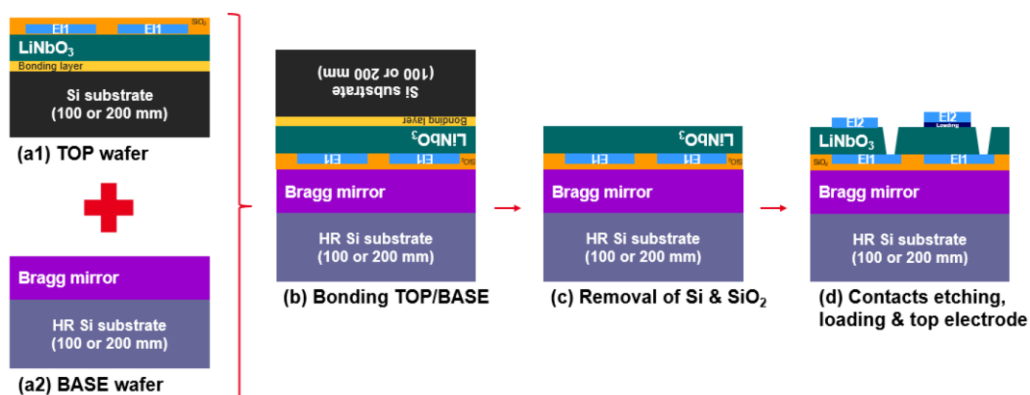 El1 El1 SiO₂
LiNbO₃
Bonding layer
Si substrate
(100 or 200 mm)
(a1) TOP wafer
Bragg mirror
HR Si substrate
(100 or 200 mm)
(a2) BASE wafer
Si substrate
(100 or 200 mm)
Bonding layer
LiNbO₃
El1 El1 SiO₂
Bragg mirror
HR Si substrate
(100 or 200 mm)
(b) Bonding TOP/BASE
LiNbO₃
El1 El1 SiO₂
Bragg mirror
HR Si substrate
(100 or 200 mm)
(c) Removal of Si & SiO₂
El2 El2
Loading
LiNbO₃
SiO₂ El1 El1
Bragg mirror
HR Si substrate
(100 or 200 mm)
(d) Contacts etching,
loading & top electrode